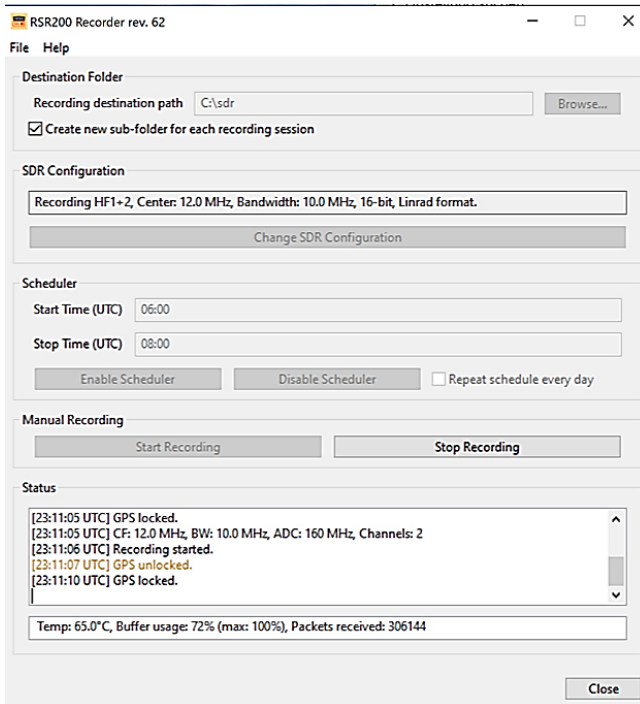 RSR200 Recorder rev. 62
File Help
Destination Folder
Recording destination path C:\sdr Browse...
Create new sub-folder for each recording session
SDR Configuration
Recording HF1+2, Center: 12.0 MHz, Bandwidth: 10.0 MHz, 16-bit, Linrad format.
Change SDR Configuration
Scheduler
Start Time (UTC) 06:00
Stop Time (UTC) 08:00
Enable Scheduler Disable Scheduler Repeat schedule every day
Manual Recording
Start Recording Stop Recording
Status
[23:11:05 UTC] GPS locked.
[23:11:05 UTC] CF: 12.0 MHz, BW: 10.0 MHz, ADC: 160 MHz, Channels: 2
[23:11:06 UTC] Recording started.
[23:11:07 UTC] GPS unlocked.
[23:11:10 UTC] GPS locked.
Temp: 65.0°C, Buffer usage: 72% (max: 100%), Packets received: 306144
Close